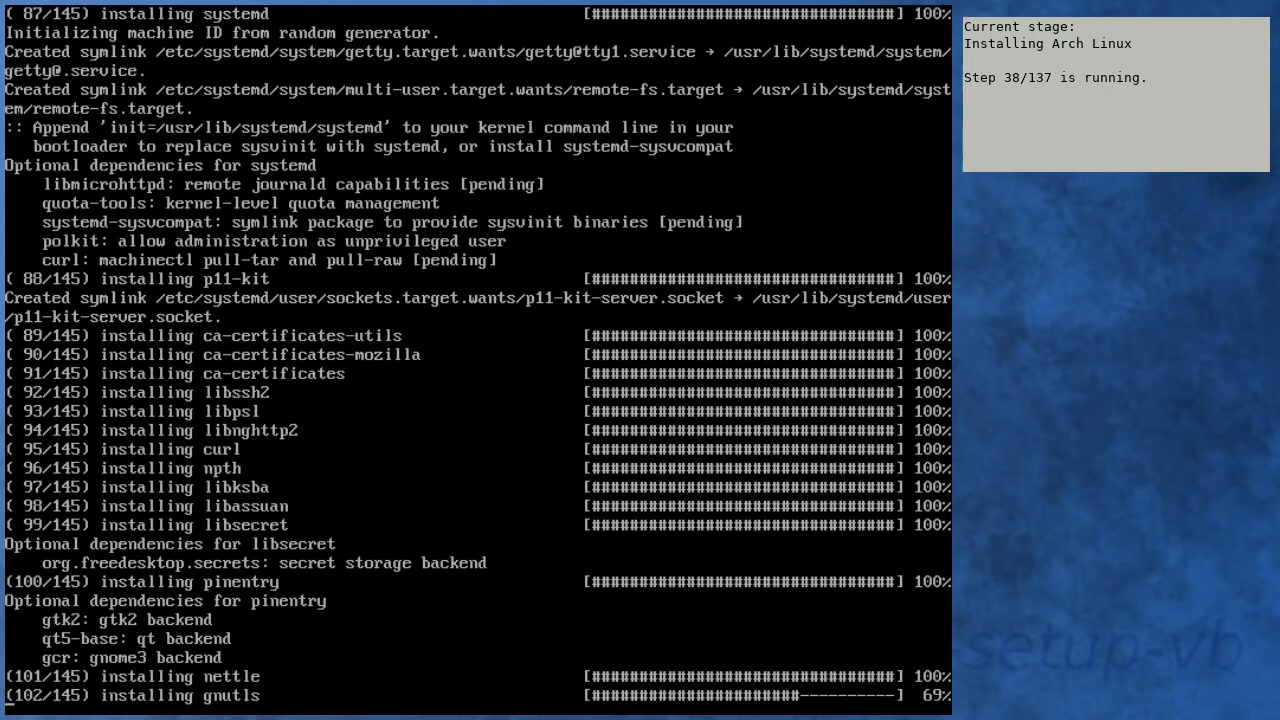 ( 87/145) installing systemd [################################] 100%
Initializing machine ID from random generator.
Created symlink /etc/systemd/system/getty.target.wants/getty@tty1.service → /usr/lib/systemd/system/
getty@.service.
Created symlink /etc/systemd/system/multi-user.target.wants/remote-fs.target → /usr/lib/systemd/syst
em/remote-fs.target.
:: Append 'init=/usr/lib/systemd/systemd' to your kernel command line in your
bootloader to replace sysvinit with systemd, or install systemd-sysvcompat
Optional dependencies for systemd
libmicrohttpd: remote journald capabilities [pending]
quota-tools: kernel-level quota management
systemd-sysvcompat: symlink package to provide sysvinit binaries [pending]
polkit: allow administration as unprivileged user
curl: machinectl pull-tar and pull-raw [pending]
( 88/145) installing p11-kit [################################] 100%
Created symlink /etc/systemd/user/sockets.target.wants/p11-kit-server.socket → /usr/lib/systemd/user
/p11-kit-server.socket.
( 89/145) installing ca-certificates-utils [################################] 100%
( 90/145) installing ca-certificates-mozilla [################################] 100%
( 91/145) installing ca-certificates [################################] 100%
( 92/145) installing libssh2 [################################] 100%
( 93/145) installing libpsl [################################] 100%
( 94/145) installing libnghttp2 [################################] 100%
( 95/145) installing curl [################################] 100%
( 96/145) installing npth [################################] 100%
( 97/145) installing libksba [################################] 100%
( 98/145) installing libassuan [################################] 100%
( 99/145) installing libsecret [################################] 100%
Optional dependencies for libsecret
org.freedesktop.secrets: secret storage backend
(100/145) installing pinentry [################################] 100%
Optional dependencies for pinentry
gtk2: gtk2 backend
qt5-base: qt backend
gcr: gnome3 backend
(101/145) installing nettle [################################] 100%
(102/145) installing gnutls [######################----------] 69%
Current stage:
Installing Arch Linux
Step 38/137 is running.
-setup-vb